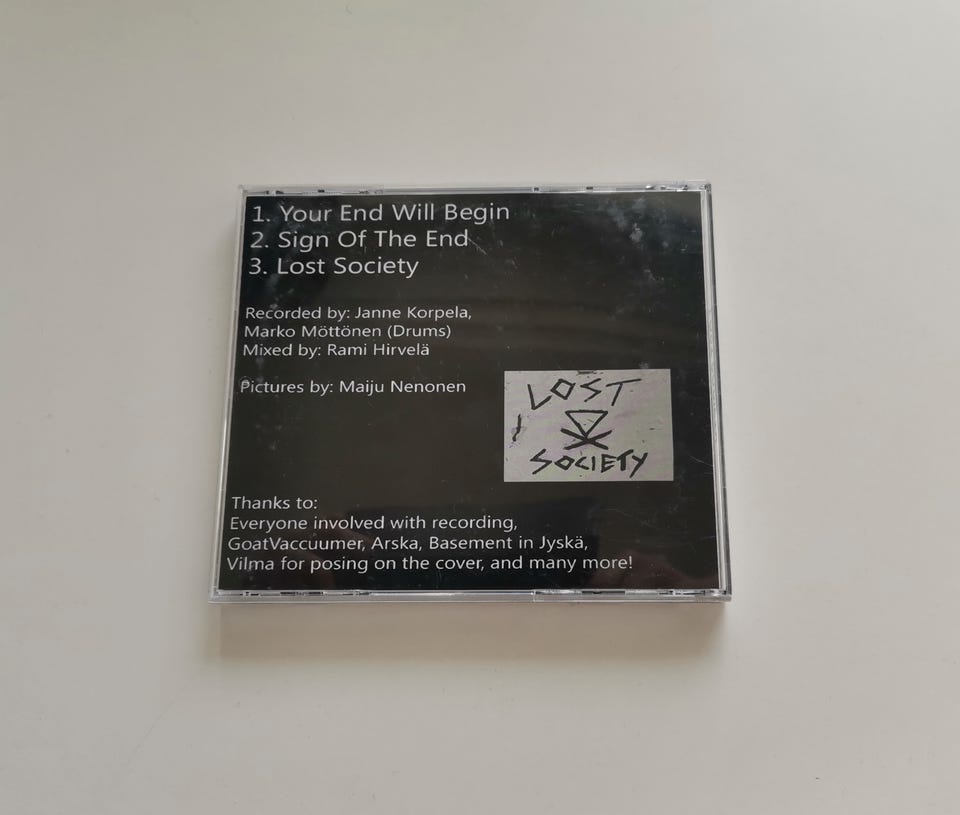 1. Your End Will Begin
2. Sign Of The End
3. Lost Society
Recorded by: Janne Korpela,
Marko Möttönen (Drums)
Mixed by: Rami Hirvelä
Pictures by: Maiju Nenonen
LOST
SOCIETY
Thanks to:
Everyone involved with recording,
GoatVaccuumer, Arska, Basement in Jyskä,
Vilma for posing on the cover, and many more!